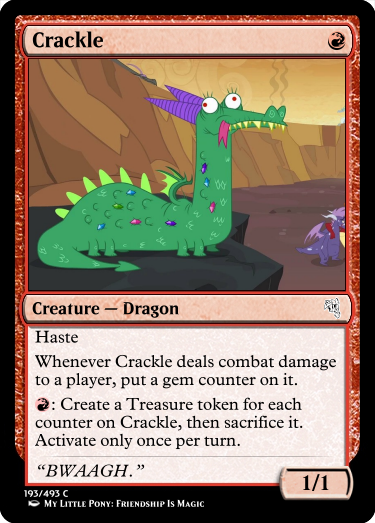 Crackle
Creature — Dragon
Haste
Whenever Crackle deals combat damage
to a player, put a gem counter on it.
: Create a Treasure token for each
counter on Crackle, then sacrifice it.
Activate only once per turn.
“BWAAGH.”
1/1
193/493 C
My Little Pony: Friendship Is Magic